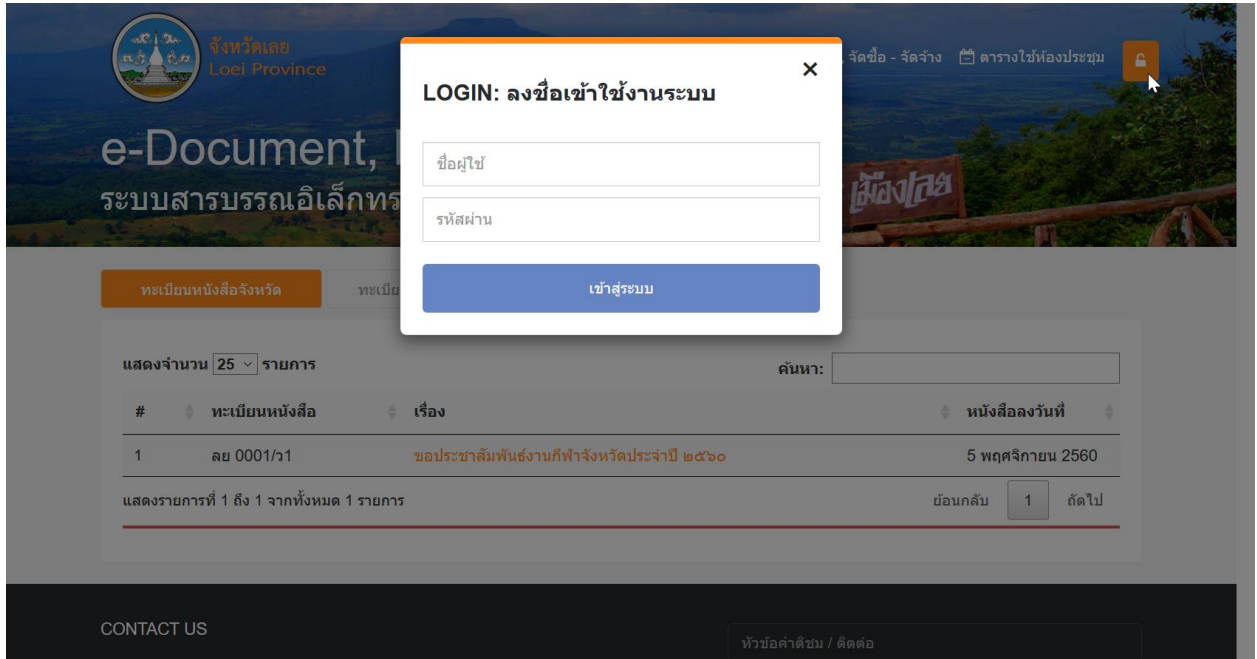 จังหวัดเลย
Loei Province
จัดซื้อ - จัดจ้าง ตารางใช้ห้องประชุม
×
LOGIN: ลงชื่อเข้าใช้งานระบบ
e-Document,
ชื่อผู้ใช้
ระบบสารบรรณอิเล็กทร
เมืองเลย
รหัสผ่าน
เข้าสู่ระบบ
ทะเบียนหนังสือจังหวัด ทะเบีย
แสดงจำนวน 25 รายการ ค้นหา:
# ทะเบียนหนังสือ เรื่อง หนังสือลงวันที่
1 ลย 0001/ว1 ขอประชาสัมพันธ์งานกีฬาจังหวัดประจำปี ๒๕๖๐ 5 พฤศจิกายน 2560
แสดงรายการที่ 1 ถึง 1 จากทั้งหมด 1 รายการ ย้อนกลับ 1 ถัดไป
CONTACT US
หัวข้อคำติชม / ติดต่อ